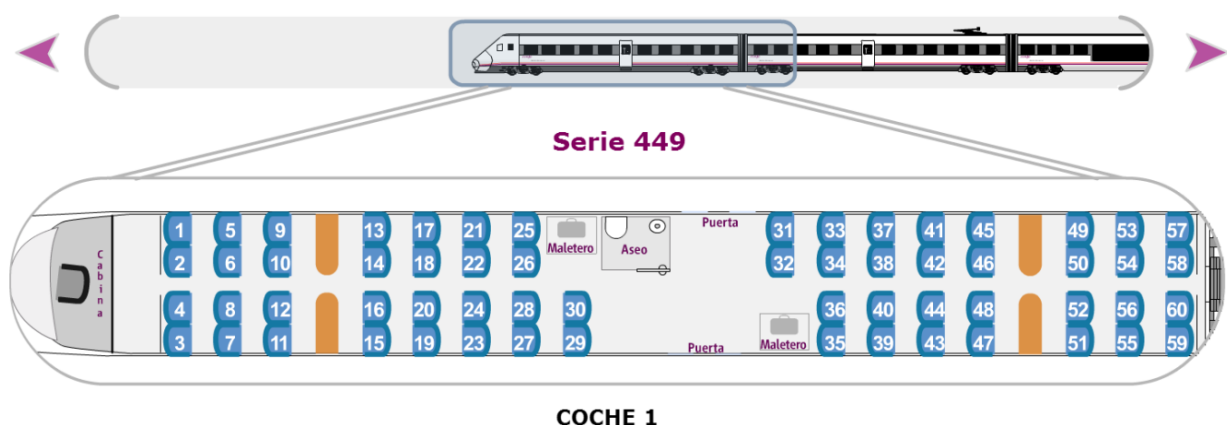 Serie 449
1 5 9 13 17 21 25 Maletero Aseo Puerta 31 33 37 41 45 49 53 57
2 6 10 14 18 22 26 32 34 38 42 46 50 54 58
Cabina
4 8 12 16 20 24 28 30 36 40 44 48 52 56 60
3 7 11 15 19 23 27 29 Puerta Maletero 35 39 43 47 51 55 59
COCHE 1